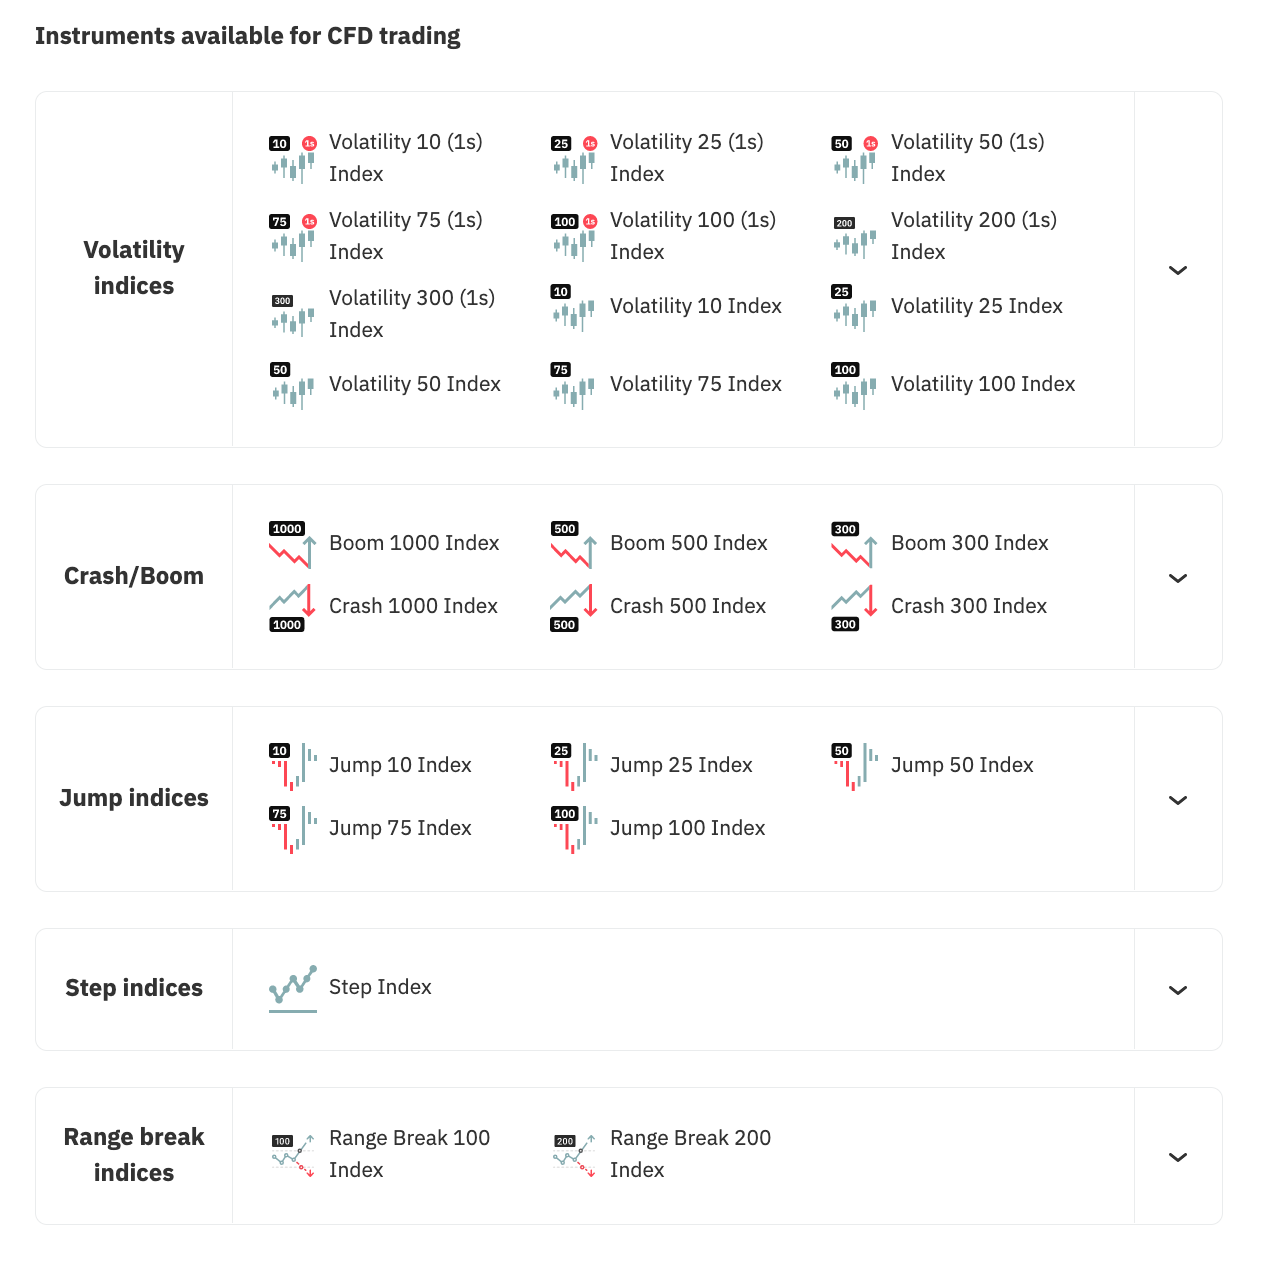 Instruments available for CFD trading
Volatility
indices
10 1s Volatility 10 (1s)
Index
25 1s Volatility 25 (1s)
Index
50 1s Volatility 50 (1s)
Index
75 1s Volatility 75 (1s)
Index
100 1s Volatility 100 (1s)
Index
200 Volatility 200 (1s)
Index
300 Volatility 300 (1s)
Index
10 Volatility 10 Index
25 Volatility 25 Index
50 Volatility 50 Index
75 Volatility 75 Index
100 Volatility 100 Index
Crash/Boom
1000 Boom 1000 Index
500 Boom 500 Index
300 Boom 300 Index
Crash 1000 Index
1000
Crash 500 Index
500
Crash 300 Index
300
Jump indices
10 Jump 10 Index
25 Jump 25 Index
50 Jump 50 Index
75 Jump 75 Index
100 Jump 100 Index
Step indices
Step Index
Range break
indices
100 Range Break 100
Index
200 Range Break 200
Index